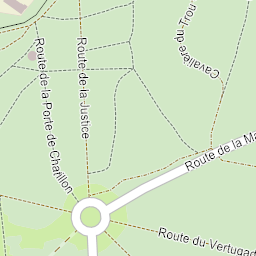 Route de la Porte de Charillon
Route de la Justice
Cavalière du Trou
Route de la Ma
Route du Vertugad